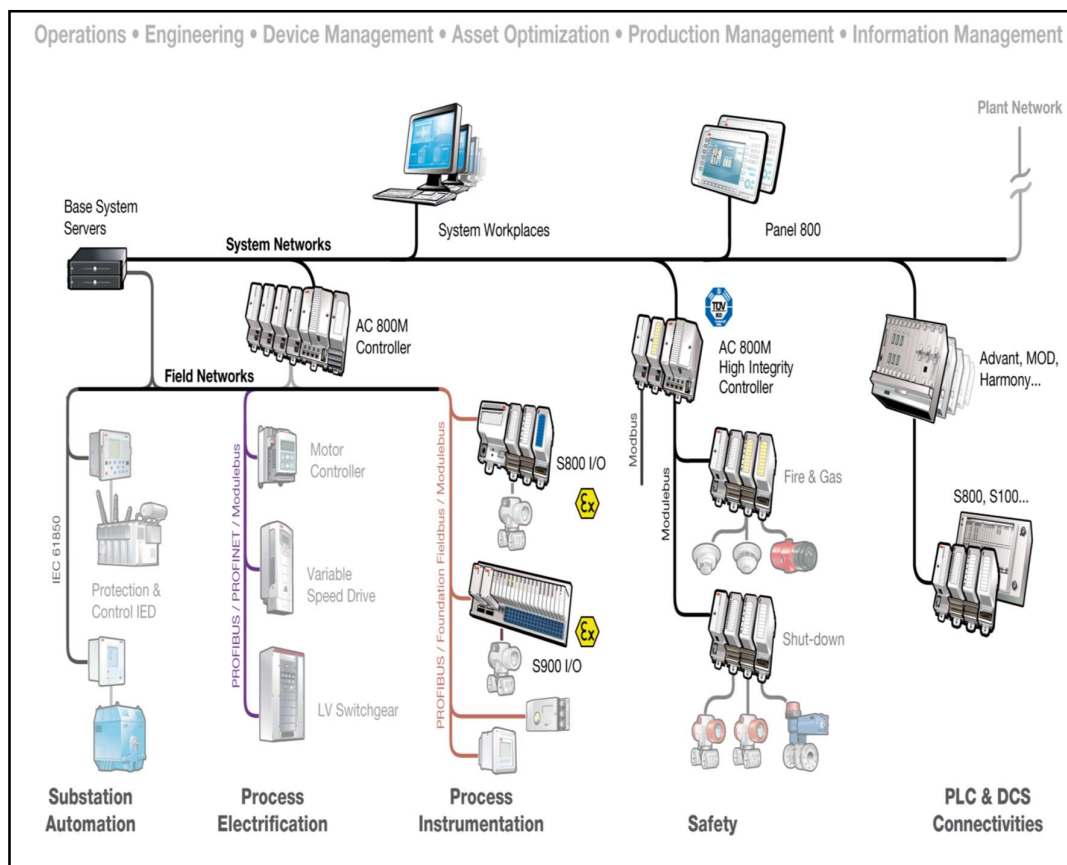 Operations • Engineering • Device Management • Asset Optimization • Production Management • Information Management
Plant Network
Base System
Servers
System Networks
System Workplaces
Panel 800
AC 800M
Controller
TÜV
AC 800M
High Integrity
Controller
Advant, MOD,
Harmony...
Field Networks
IEC 61850
Protection &
Control IED
PROFIBUS / PROFINET / Modulebus
Motor
Controller
Variable
Speed Drive
LV Switchgear
PROFIBUS / Foundation Fieldbus / Modulebus
S800 I/O
Ex
S900 I/O
Ex
Modbus
Modulebus
Fire & Gas
Shut-down
S800, S100...
Substation
Automation
Process
Electrification
Process
Instrumentation
Safety
PLC & DCS
Connectivities